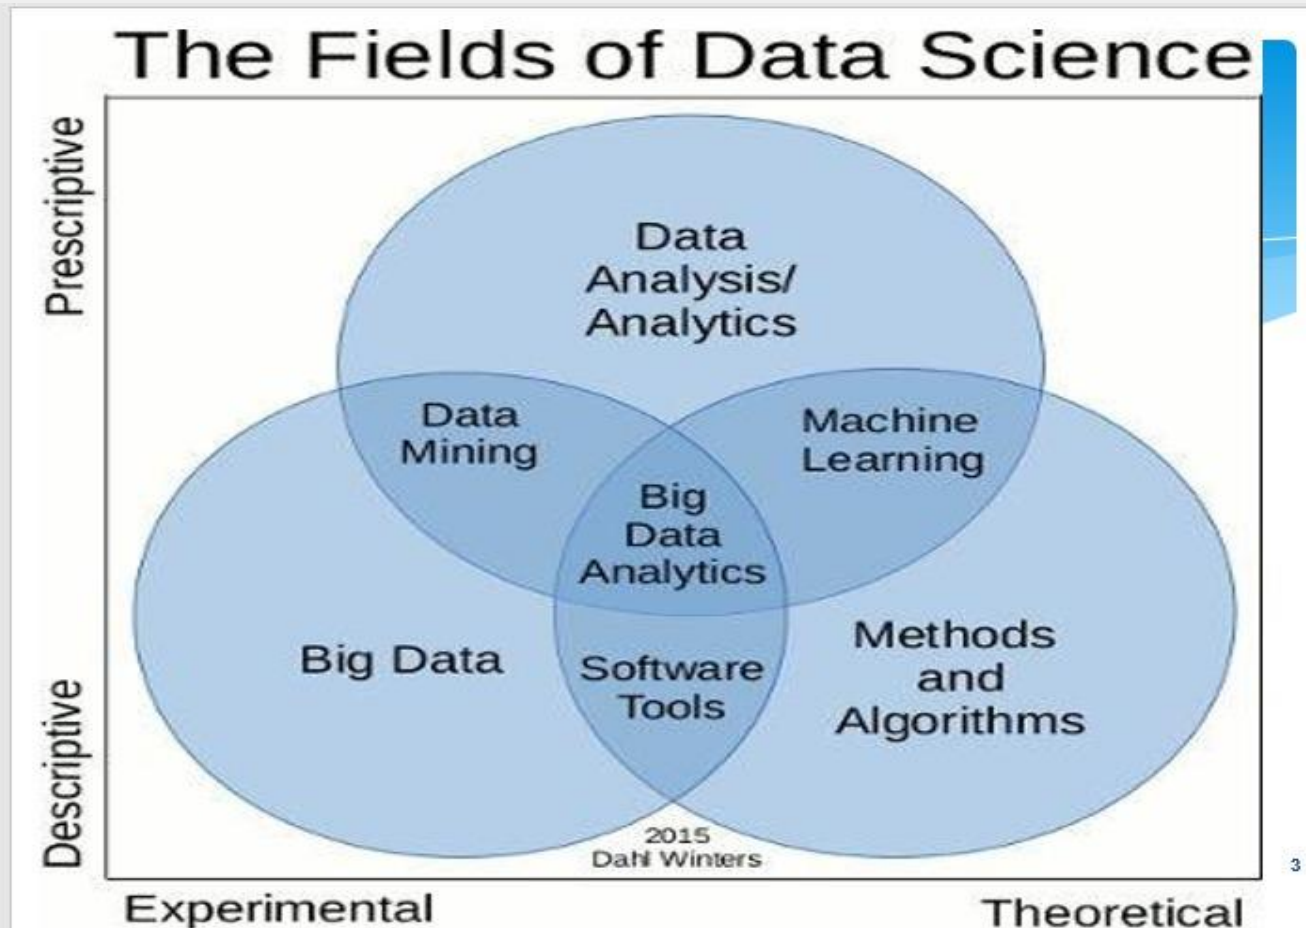 The Fields of Data Science
Prescriptive
Data
Analysis/
Analytics
Data
Mining
Machine
Learning
Big
Data
Analytics
Big Data
Software
Tools
Methods
and
Algorithms
Descriptive
2015
Dahl Winters
3
Experimental
Theoretical